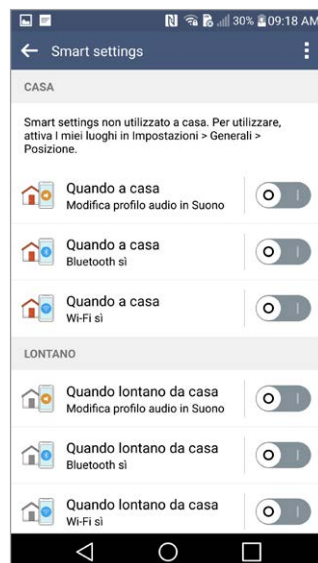 30% 09:18 AM
Smart settings
CASA
Smart settings non utilizzato a casa. Per utilizzare,
attiva I miei luoghi in Impostazioni > Generali >
Posizione.
Quando a casa
Modifica profilo audio in Suono
Quando a casa
Bluetooth sì
Quando a casa
Wi-Fi sì
LONTANO
Quando lontano da casa
Modifica profilo audio in Suono
Quando lontano da casa
Bluetooth sì
Quando lontano da casa
Wi-Fi sì